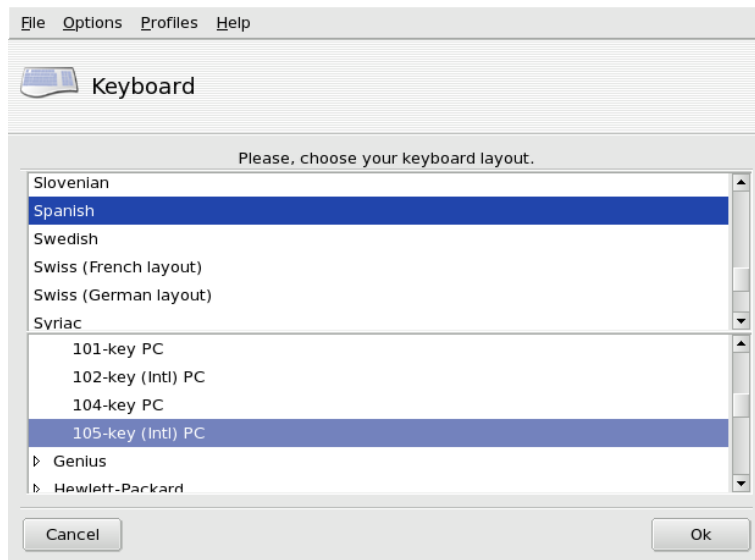 File Options Profiles Help
Keyboard
Please, choose your keyboard layout.
Slovenian
Spanish
Swedish
Swiss (French layout)
Swiss (German layout)
Syriac
101-key PC
102-key (Intl) PC
104-key PC
105-key (Intl) PC
Genius
Hewlett-Packard
Cancel Ok